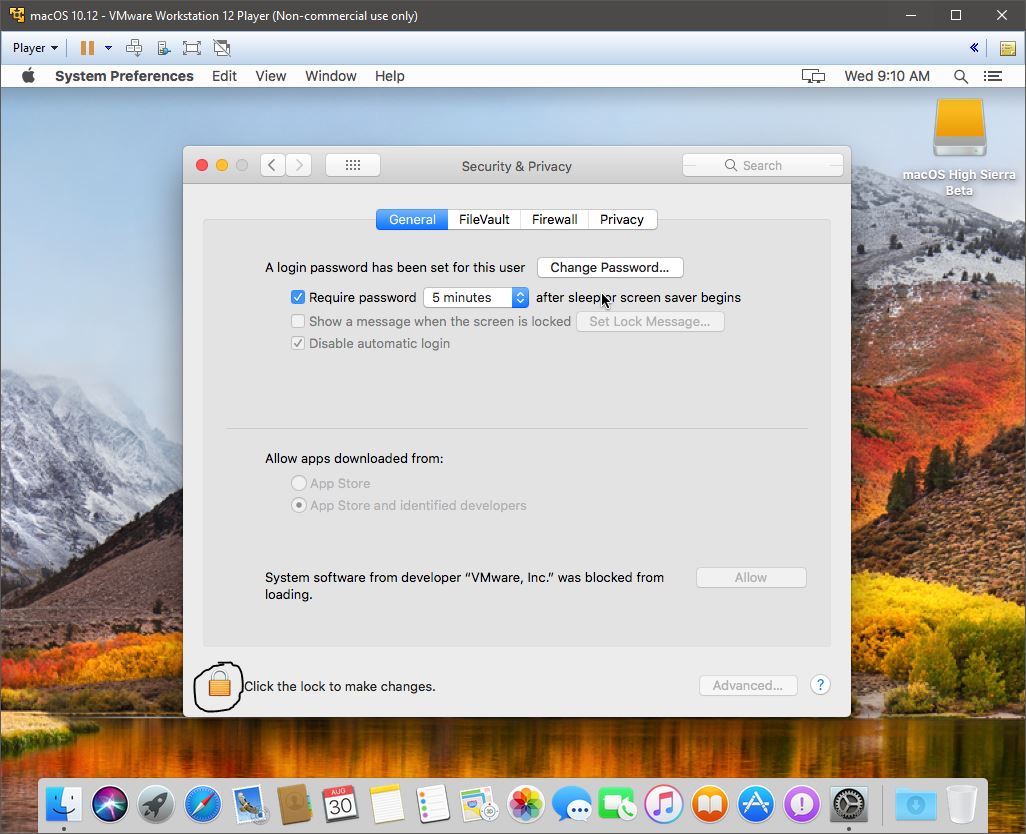 macOS 10.12 - VMware Workstation 12 Player (Non-commercial use only)
Player
System Preferences Edit View Window Help Wed 9:10 AM
macOS High Sierra
Beta
Security & Privacy
Search
General FileVault Firewall Privacy
A login password has been set for this user Change Password...
Require password 5 minutes after sleep or screen saver begins
Show a message when the screen is locked Set Lock Message...
Disable automatic login
Allow apps downloaded from:
App Store
App Store and identified developers
System software from developer “VMware, Inc.” was blocked from
loading.
Allow
Click the lock to make changes. Advanced... ?
AUG
30